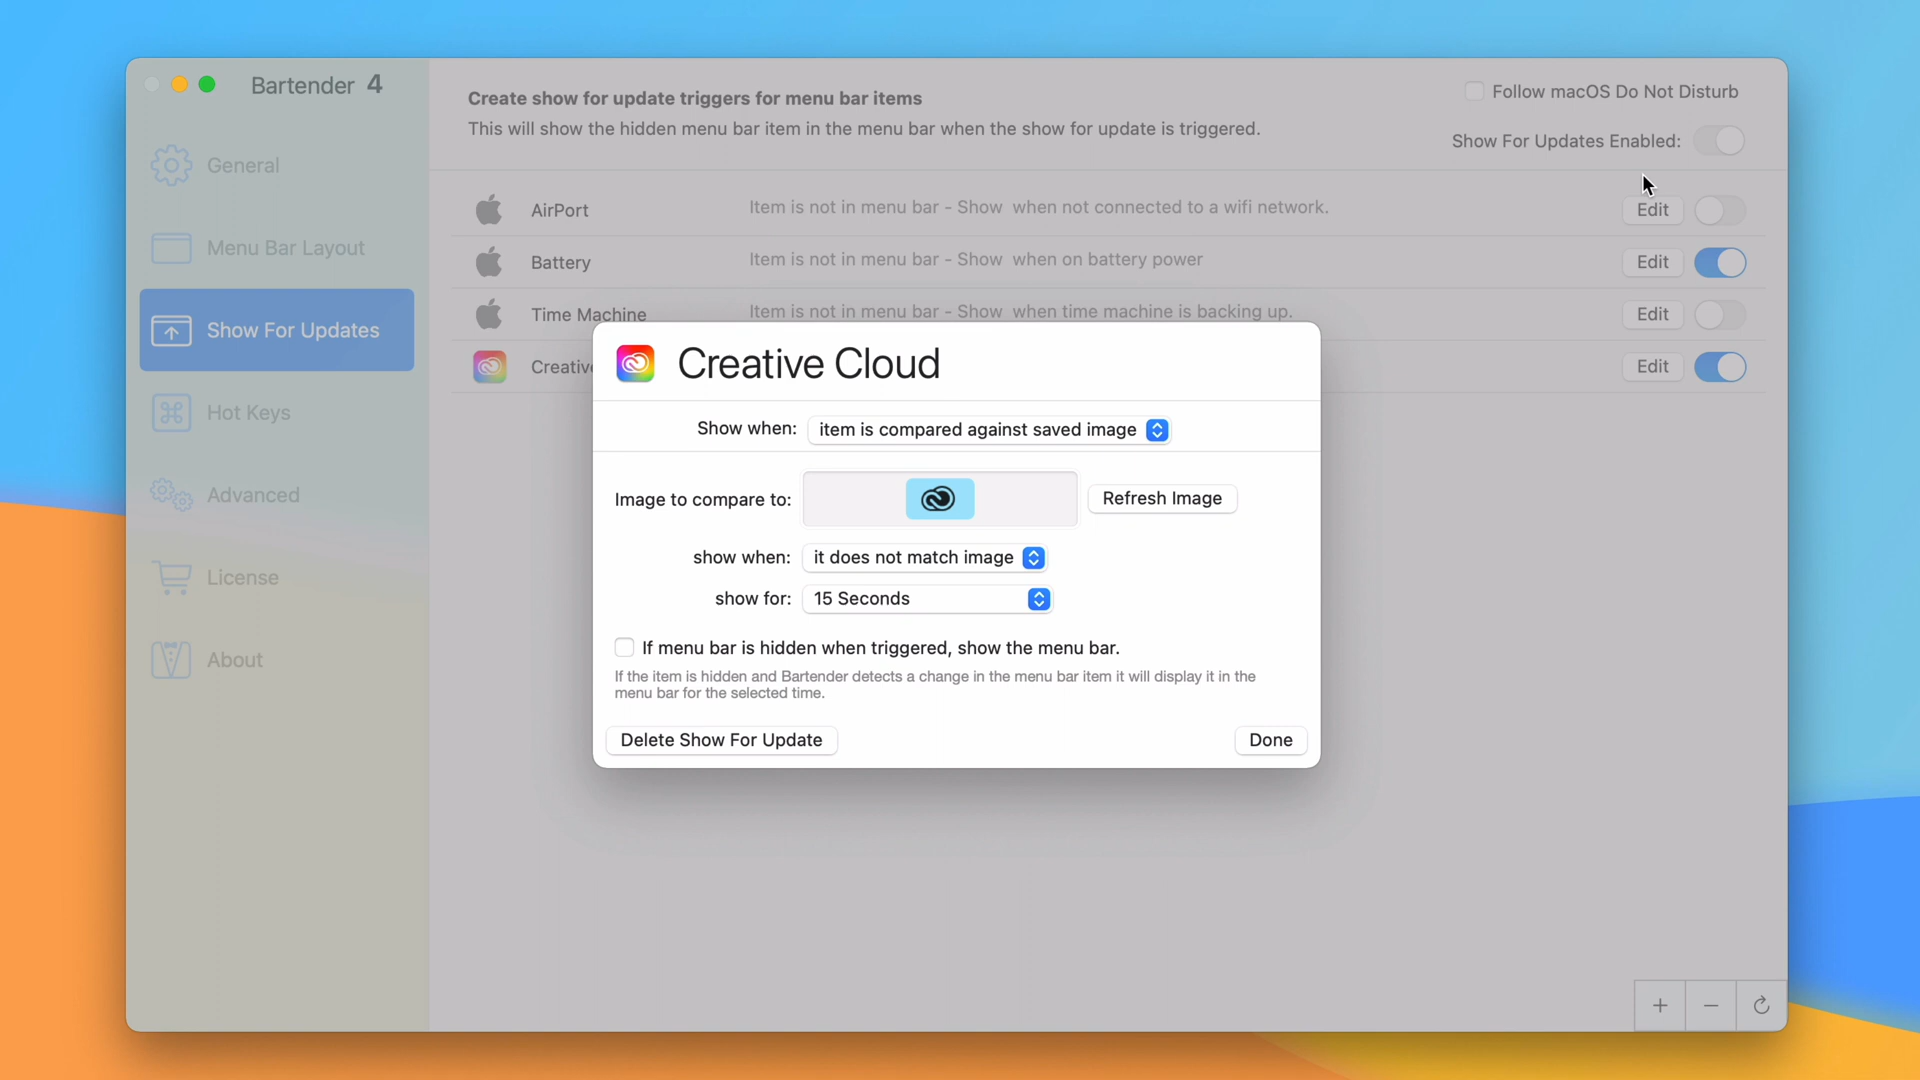 Bartender 4
General
Menu Bar Layout
Show For Updates
Hot Keys
Advanced
License
About
Create show for update triggers for menu bar items
This will show the hidden menu bar item in the menu bar when the show for update is triggered.
Follow macOS Do Not Disturb
Show For Updates Enabled:
AirPort Item is not in menu bar - Show when not connected to a wifi network. Edit
Battery Item is not in menu bar - Show when on battery power Edit
Time Machine Item is not in menu bar - Show when time machine is backing up. Edit
Creativ Edit
Creative Cloud
Show when: item is compared against saved image
Image to compare to: Refresh Image
show when: it does not match image
show for: 15 Seconds
If menu bar is hidden when triggered, show the menu bar.
If the item is hidden and Bartender detects a change in the menu bar item it will display it in the
menu bar for the selected time.
Delete Show For Update Done